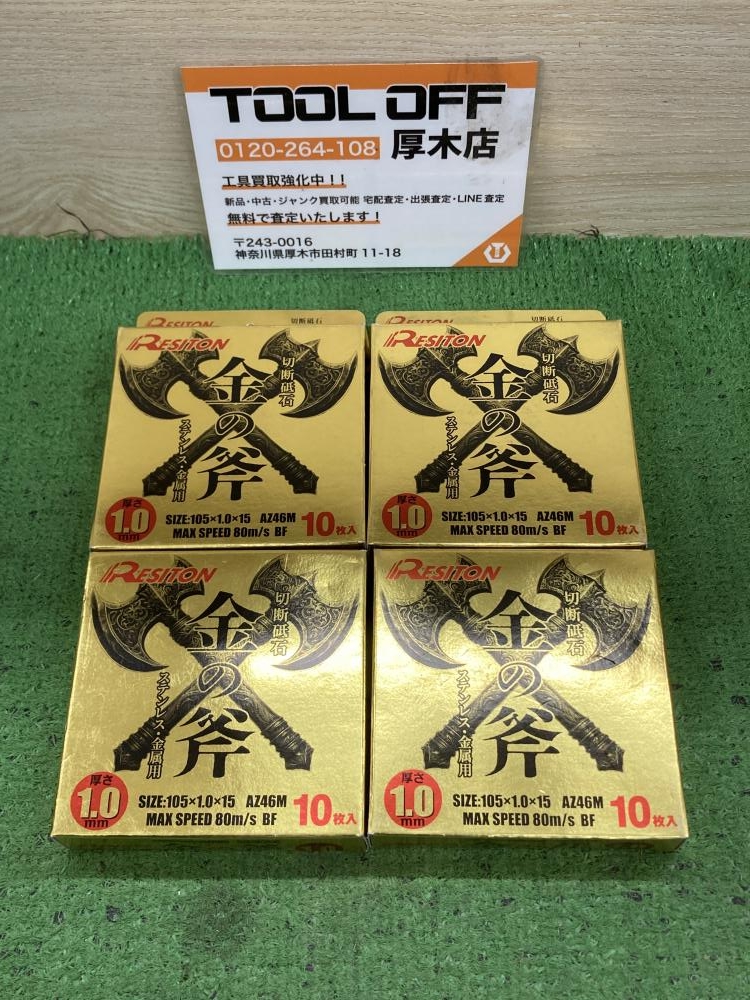 TOOL OFF
0120-264-108 厚木店
工具買取強化中！！
新品・中古・ジャンク買取可能 宅配査定・出張査定・LINE査定
無料で査定いたします！
〒243-0016
神奈川県厚木市田村町 11-18
RESITON 切断砥石
RESITON 切断砥石
RESITON
切断砥石
金の斧
ステンレス・金属用
厚さ
1.0
mm
SIZE:105×1.0×15 AZ46M
MAX SPEED 80m/s BF
10枚入
RESITON
切断砥石
金の斧
ステンレス・金属用
厚さ
1.0
mm
SIZE:105×1.0×15 AZ46M
MAX SPEED 80m/s BF
10枚入
RESITON
切断砥石
金の斧
ステンレス・金属用
厚さ
1.0
mm
SIZE:105×1.0×15 AZ46M
MAX SPEED 80m/s BF
10枚入
RESITON
切断砥石
金の斧
ステンレス・金属用
厚さ
1.0
mm
SIZE:105×1.0×15 AZ46M
MAX SPEED 80m/s BF
10枚入